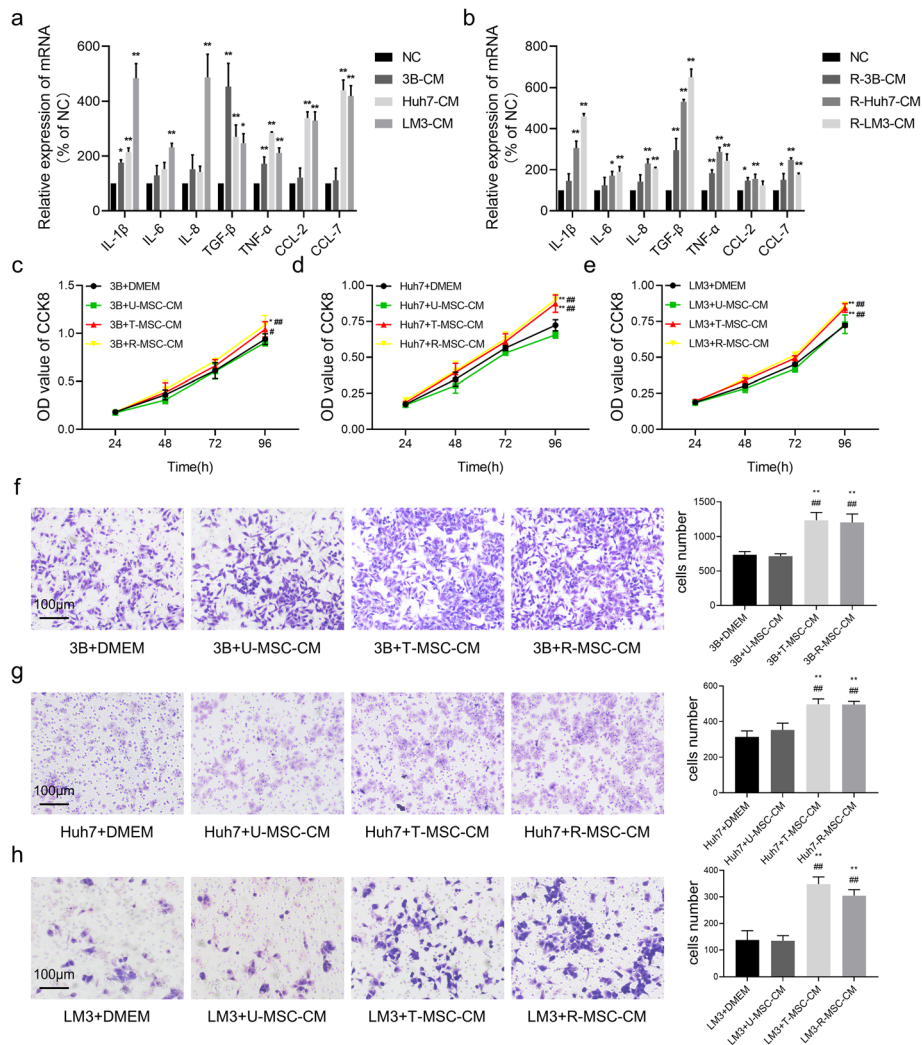 a
Relative expression of mRNA
(% of NC)
600
400
200
0
* ** ** ** ** ** ** * ** ** ** ** ** ** **
IL-1β IL-6 IL-8 TGF-β TNF-α CCL-2 CCL-7
NC
3B-CM
Huh7-CM
LM3-CM
b
Relative expression of mRNA
(% of NC)
800
600
400
200
0
** ** * ** ** ** ** ** ** ** ** ** * ** * ** **
IL-1β IL-6 IL-8 TGF-β TNF-α CCL-2 CCL-7
NC
R-3B-CM
R-Huh7-CM
R-LM3-CM
c
OD value of CCK8
1.5
1.0
0.5
0.0
3B+DMEM
3B+U-MSC-CM
3B+T-MSC-CM
3B+R-MSC-CM
* ##
#
24 48 72 96
Time(h)
d
OD value of CCK8
1.00
0.75
0.50
0.25
0.00
Huh7+DMEM
Huh7+U-MSC-CM
Huh7+T-MSC-CM
Huh7+R-MSC-CM
** ##
** ##
24 48 72 96
Time(h)
e
OD value of CCK8
1.00
0.75
0.50
0.25
0.00
LM3+DMEM
LM3+U-MSC-CM
LM3+T-MSC-CM
LM3+R-MSC-CM
** ##
** ##
24 48 72 96
Time(h)
f
100μm
3B+DMEM 3B+U-MSC-CM 3B+T-MSC-CM 3B+R-MSC-CM
cells number
1500
1000
500
0
** **
## ##
3B+DMEM 3B+U-MSC-CM 3B+T-MSC-CM 3B-R-MSC-CM
g
100μm
Huh7+DMEM Huh7+U-MSC-CM Huh7+T-MSC-CM Huh7+R-MSC-CM
cells number
600
400
200
0
** **
## ##
Huh7+DMEM Huh7+U-MSC-CM Huh7+T-MSC-CM Huh7-R-MSC-CM
h
100μm
LM3+DMEM LM3+U-MSC-CM LM3+T-MSC-CM LM3+R-MSC-CM
cells number
400
300
200
100
0
** **
## ##
LM3+DMEM LM3+U-MSC-CM LM3+T-MSC-CM LM3-R-MSC-CM